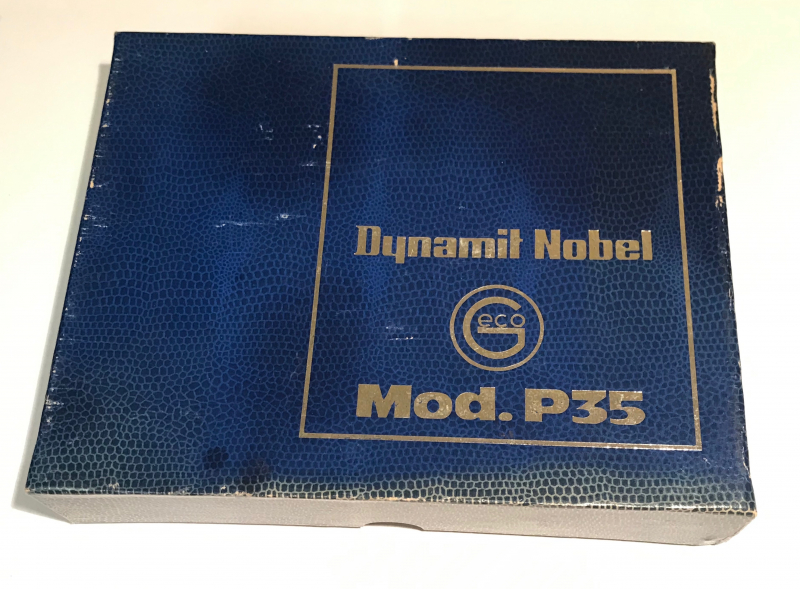 Dynamit Nobel
Geco
Mod. P35